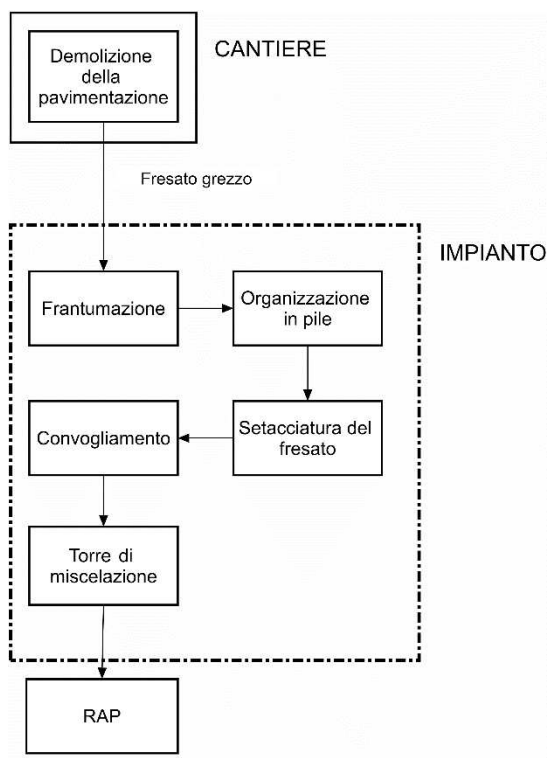 Demolizione
della
pavimentazione
CANTIERE
Fresato grezzo
IMPIANTO
Frantumazione
Organizzazione
in pile
Setacciatura del
fresato
Convogliamento
Torre di
miscelazione
RAP